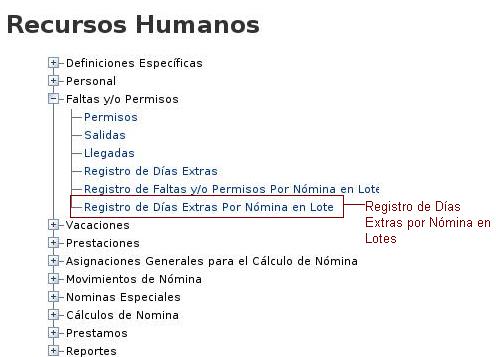 Recursos Humanos
Definiciones Específicas
Personal
Faltas y/o Permisos
Permisos
Salidas
Llegadas
Registro de Días Extras
Registro de Faltas y/o Permisos Por Nómina en Lote
Registro de Días Extras Por Nómina en Lote
Registro de Días
Extras por Nómina en
Lotes
Vacaciones
Prestaciones
Asignaciones Generales para el Cálculo de Nómina
Movimientos de Nómina
Nominas Especiales
Cálculos de Nomina
Prestamos
Reportes